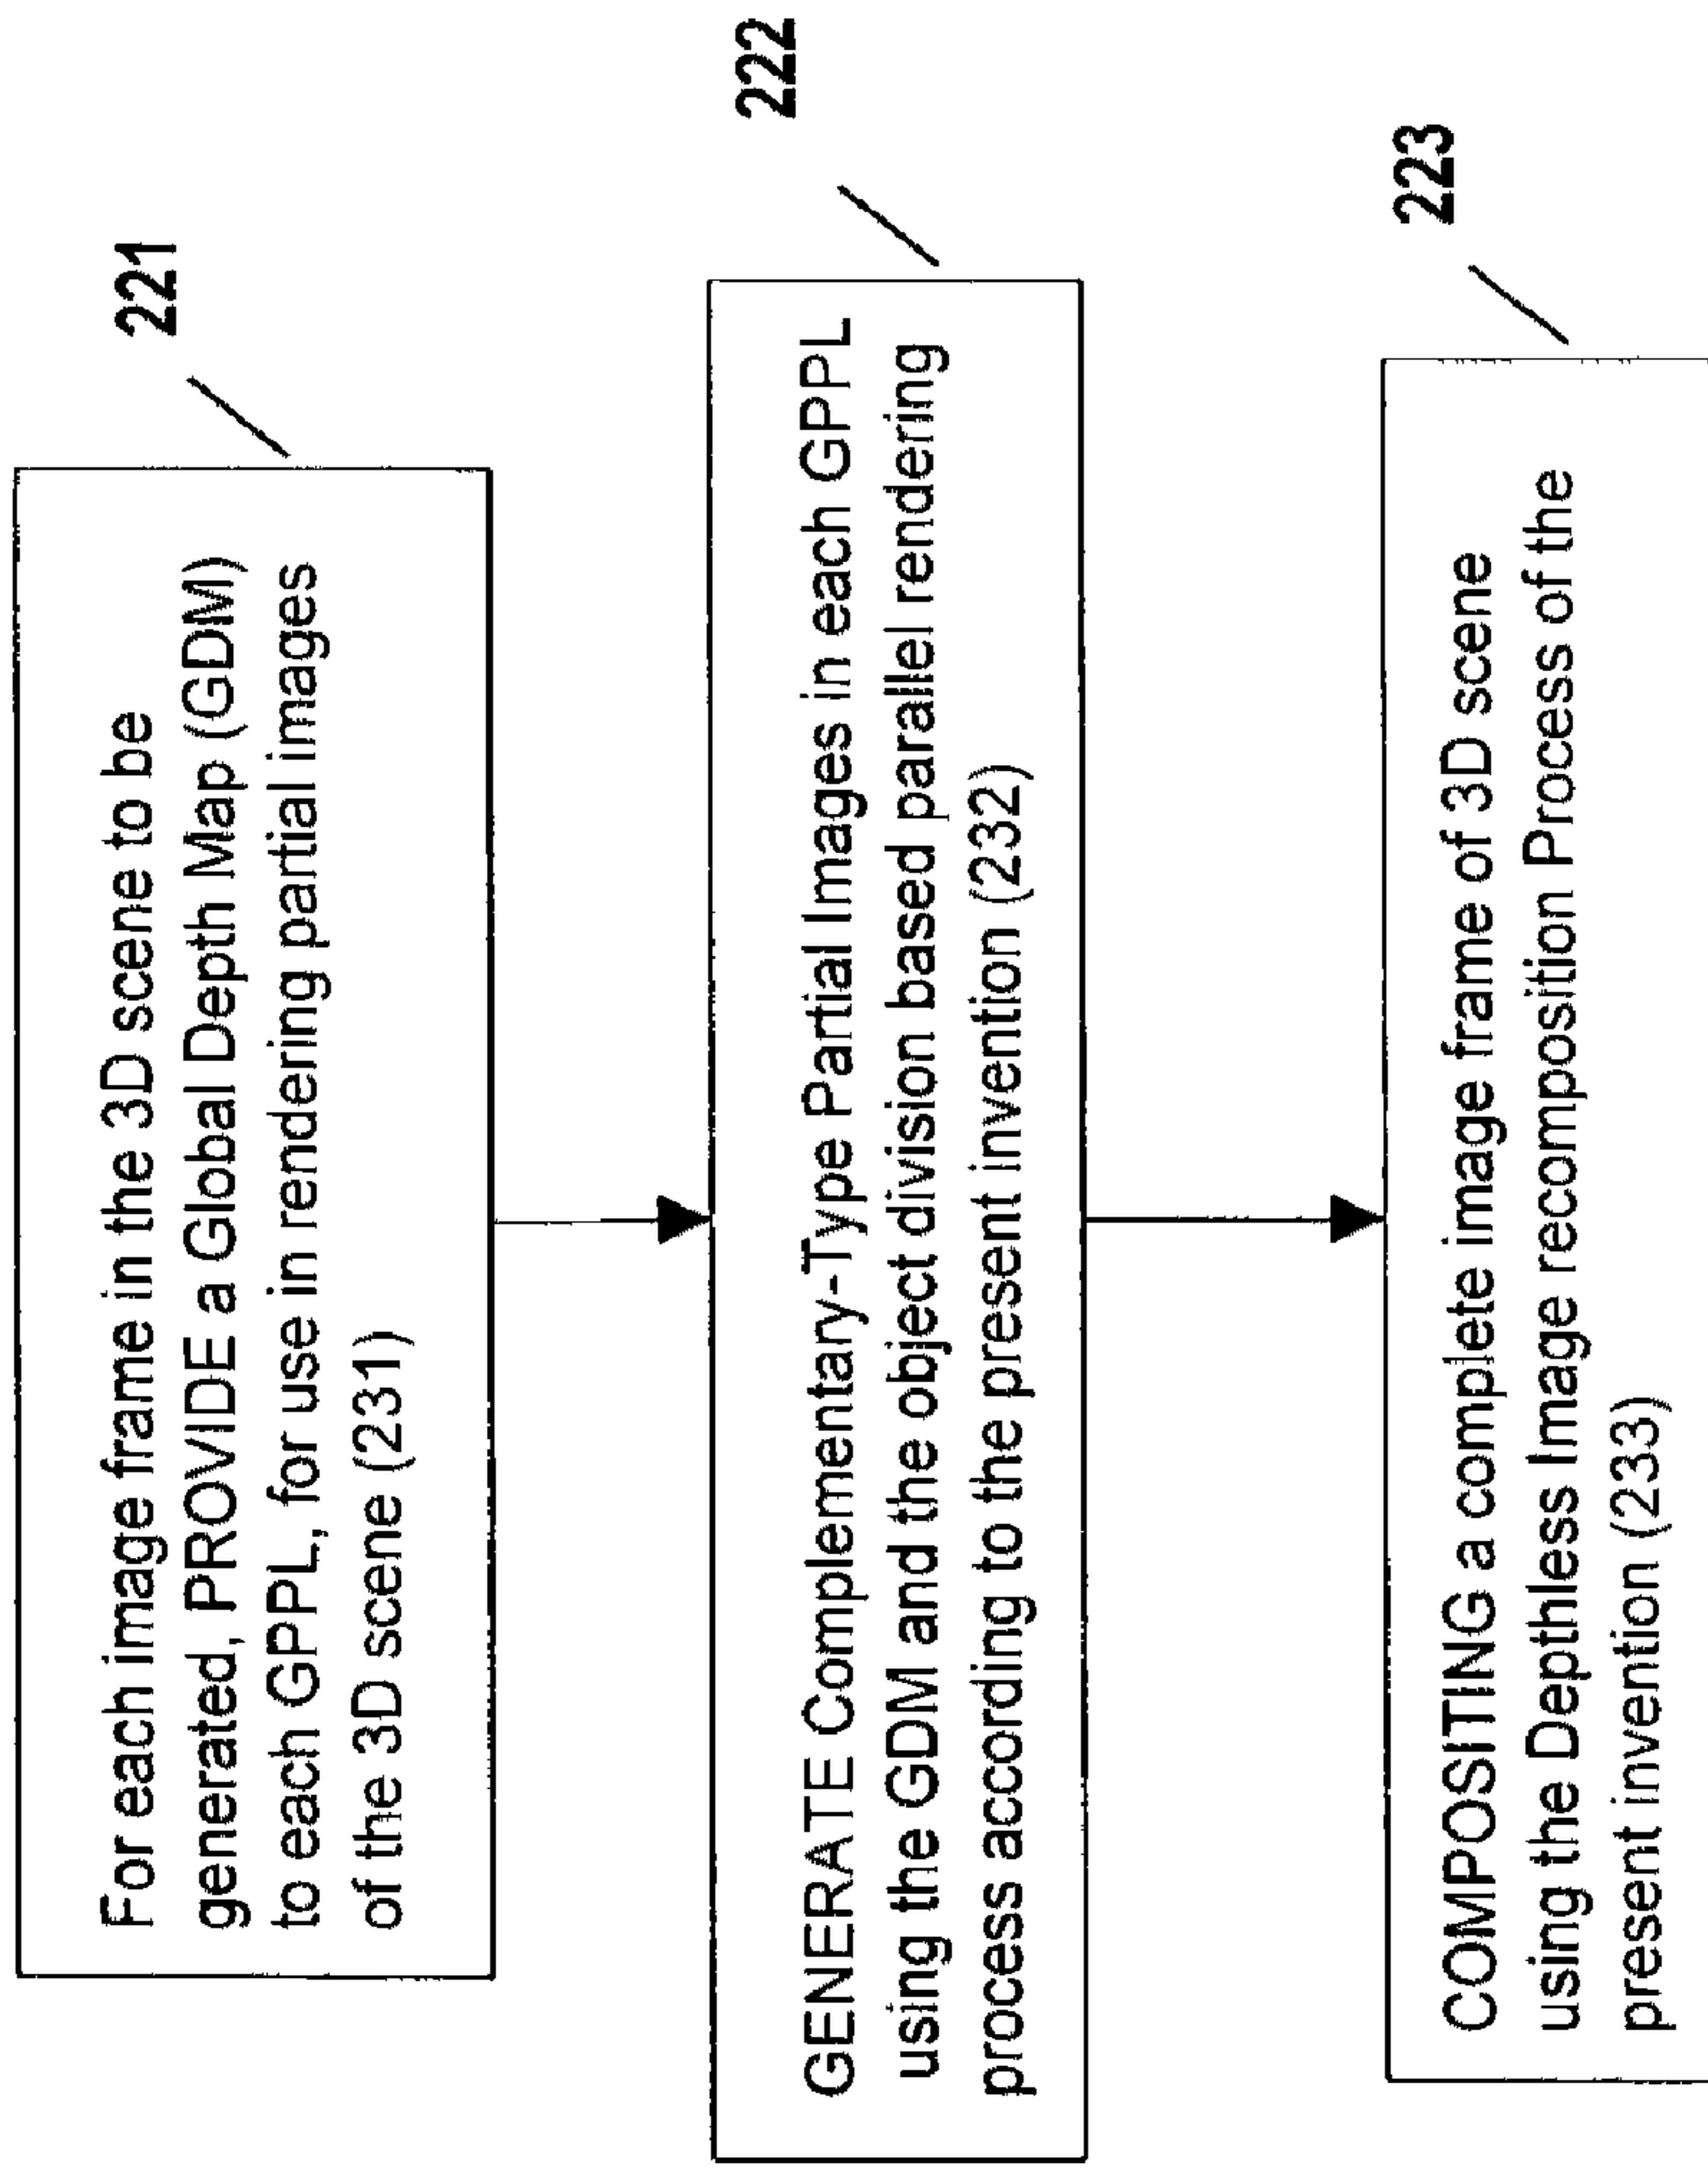 221
For each image frame in the 3D scene to be
generated, PROVIDE a Global Depth Map (GDM)
to each GPPL, for use in rendering partial images
of the 3D scene (231)
222
GENERATE Complementary-Type Partial Images in each GPPL
using the GDM and the object division based parallel rendering
process according to the present invention (232)
223
COMPOSITING a complete image frame of 3D scene
using the Depthless Image recomposition Process of the
present invention (233)